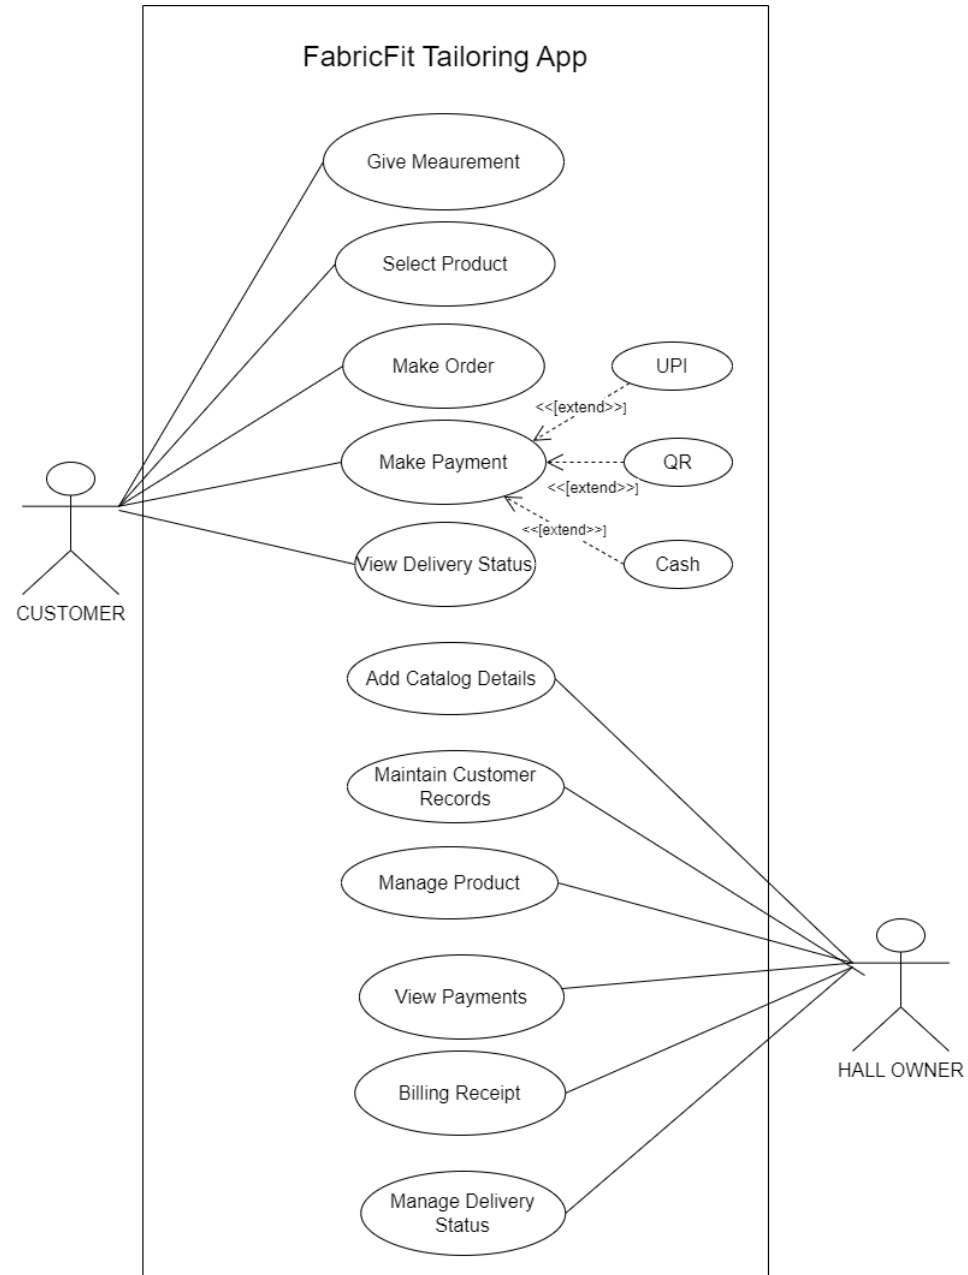 FabricFit Tailoring App
Give Meaurement
Select Product
Make Order
UPI
<<[extend>>]
Make Payment
QR
<<[extend>>]
<<[extend>>]
View Delivery Status
Cash
CUSTOMER
Add Catalog Details
Maintain Customer
Records
Manage Product
View Payments
HALL OWNER
Billing Receipt
Manage Delivery
Status